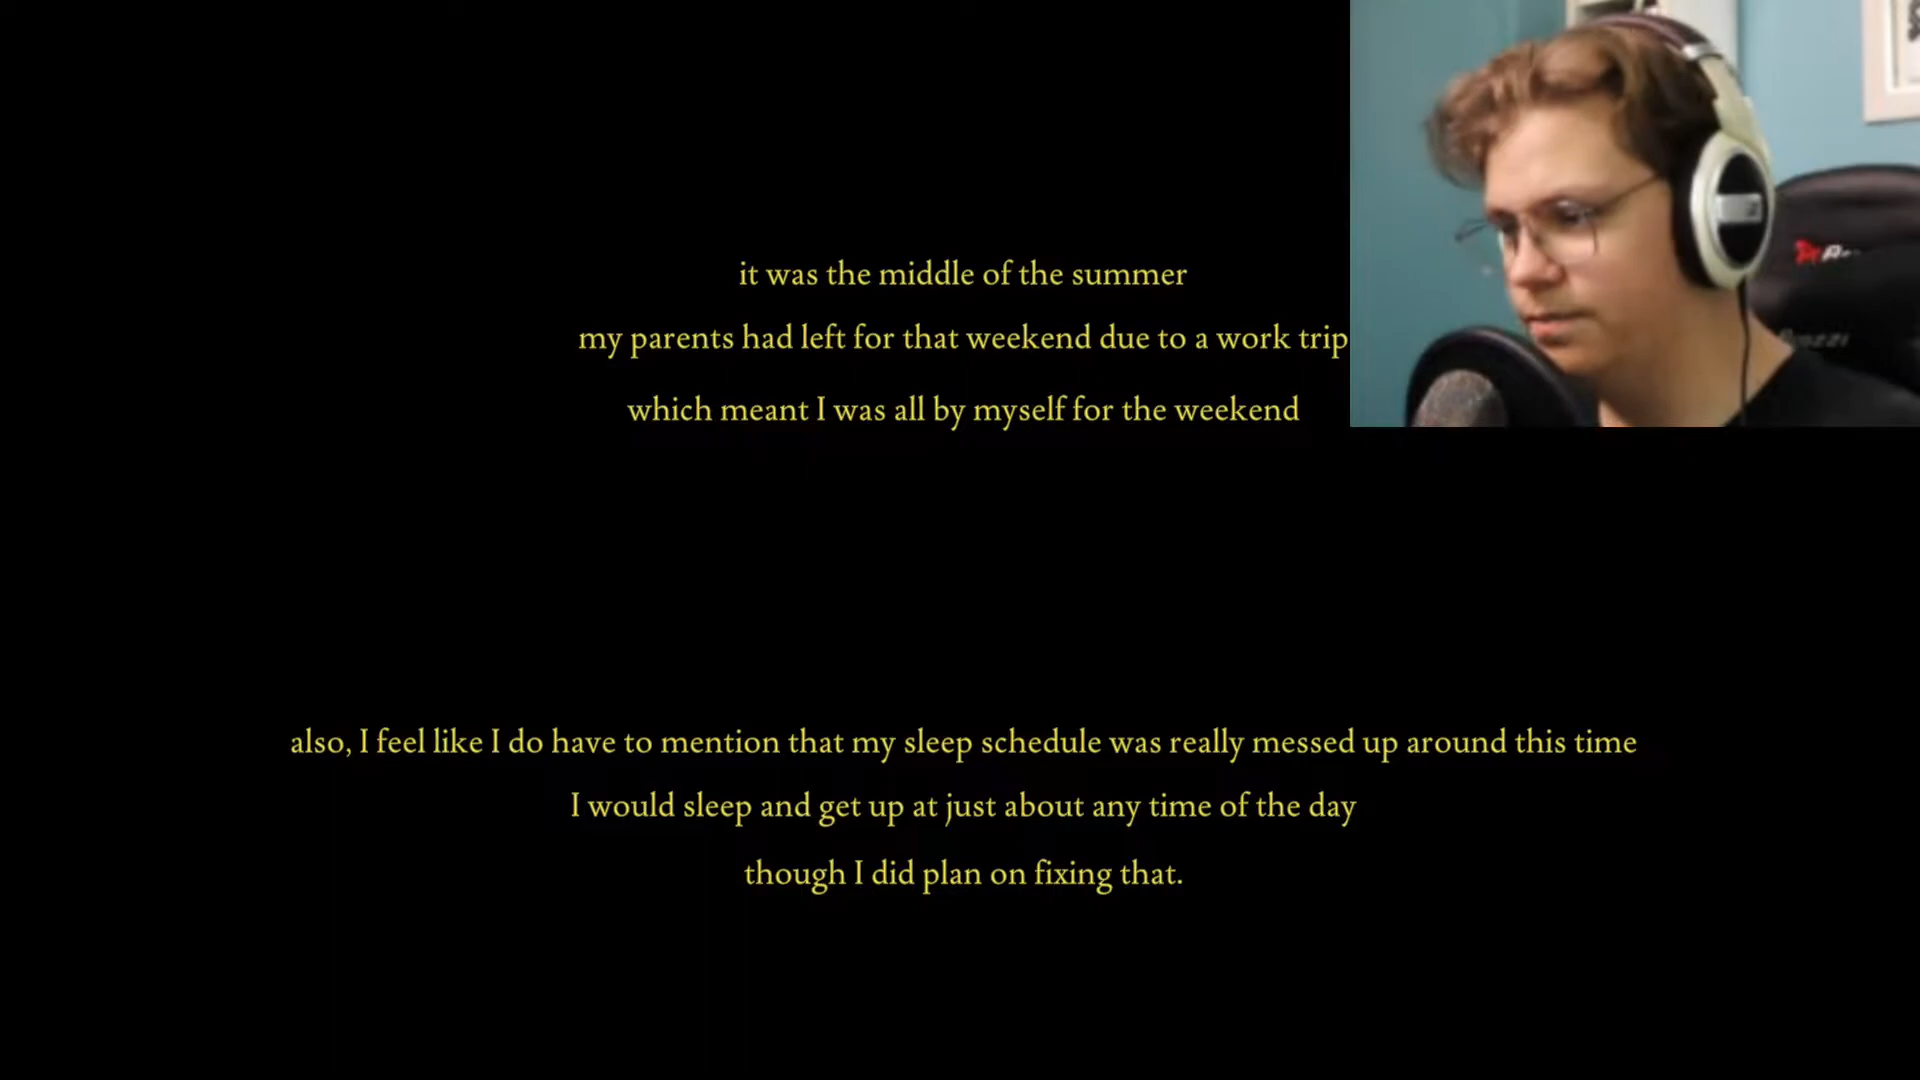 it was the middle of the summer
my parents had left for that weekend due to a work trip
which meant I was all by myself for the weekend
also, I feel like I do have to mention that my sleep schedule was really messed up around this time
I would sleep and get up at just about any time of the day
though I did plan on fixing that.